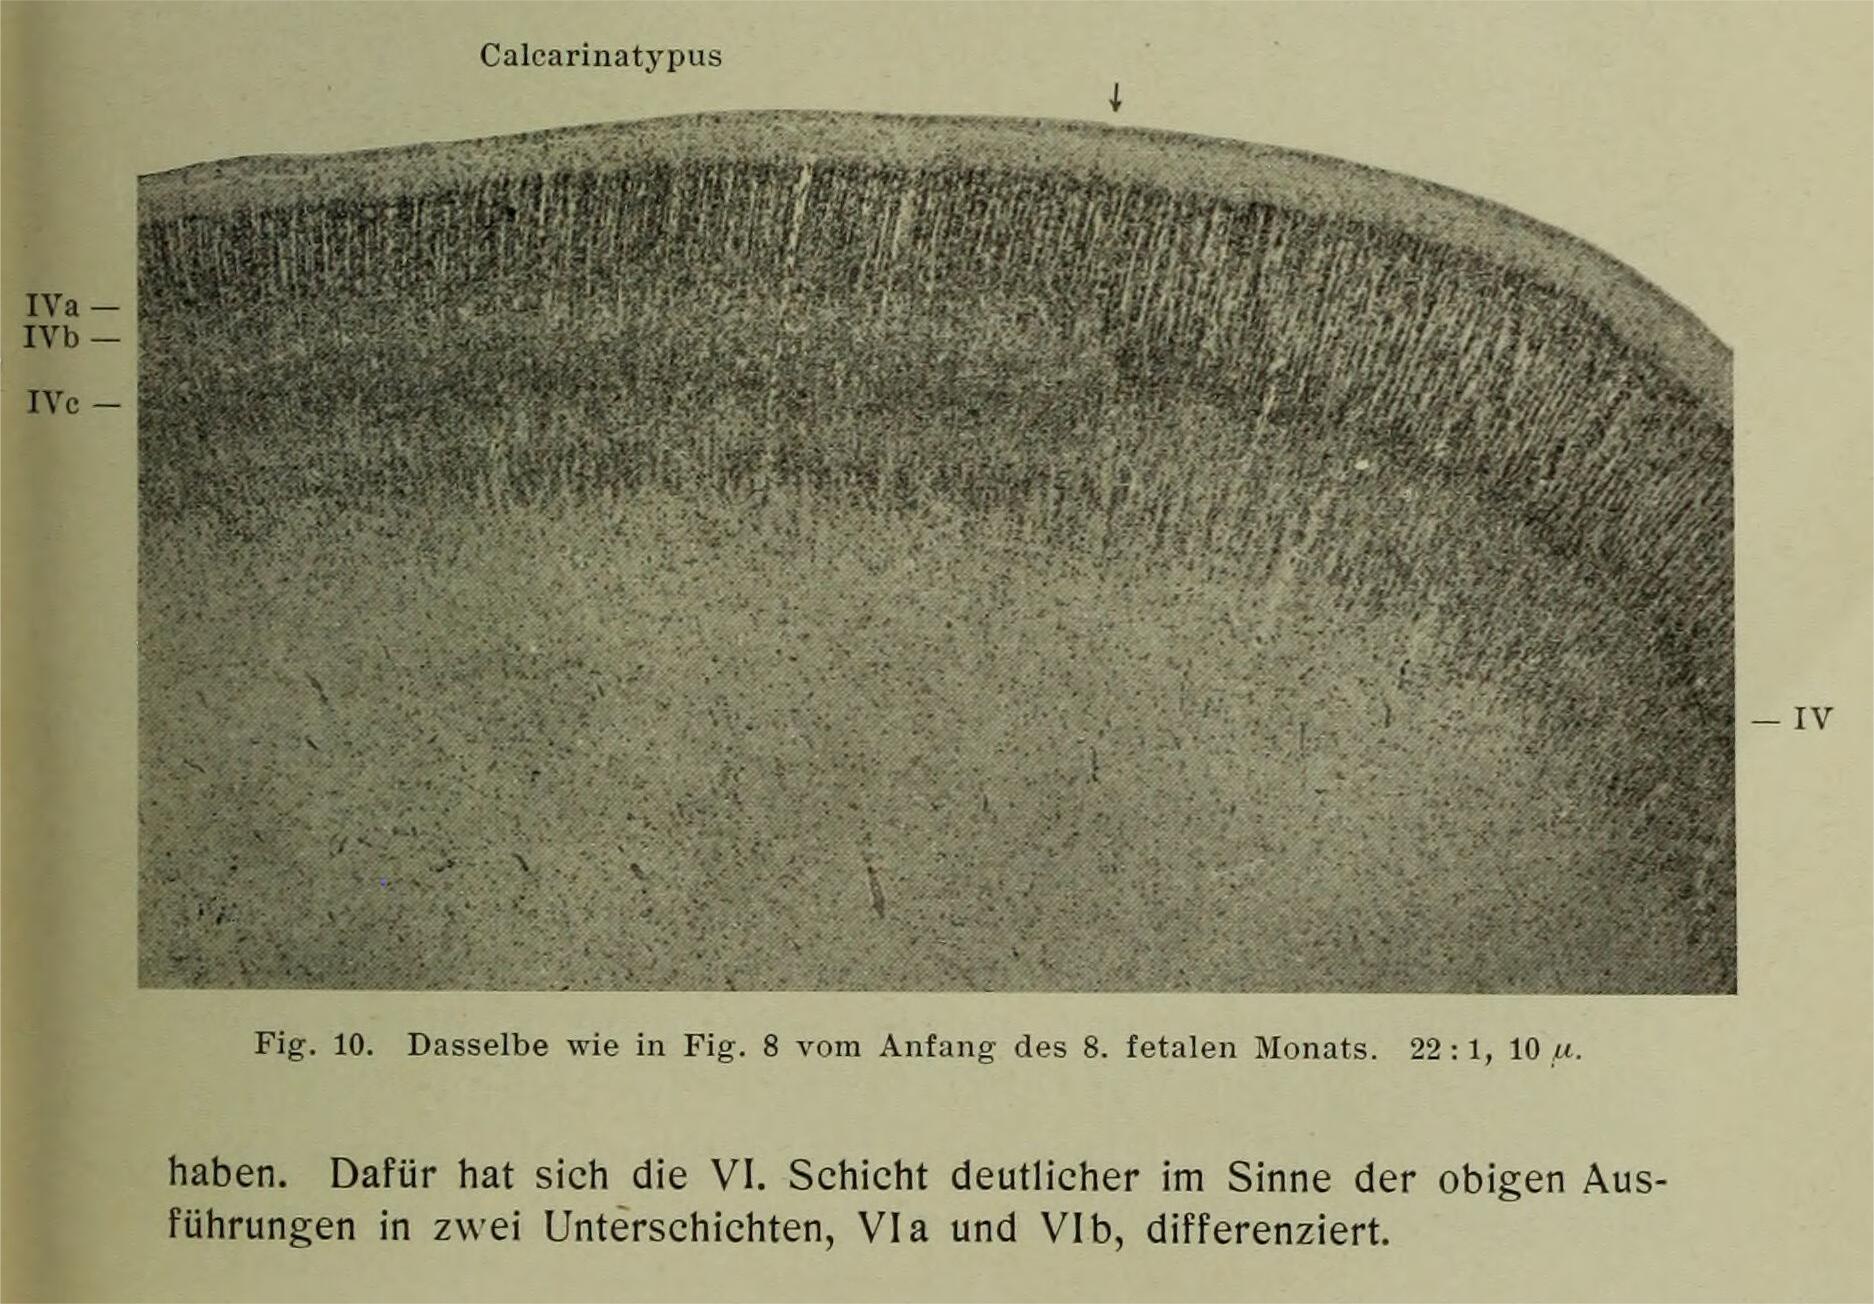 Calcarinatypus
↓
IVa —
IVb —
IVc —
— IV
Fig. 10. Dasselbe wie in Fig. 8 vom Anfang des 8. fetalen Monats. 22 : 1, 10 μ.
haben. Dafür hat sich die VI. Schicht deutlicher im Sinne der obigen Aus-
führungen in zwei Unterschichten, VIa und VIb, differenziert.